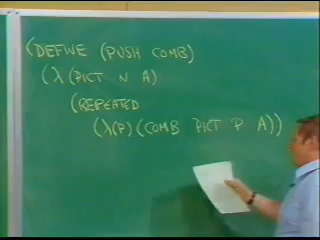 (DEFINE (PUSH COMB)
(λ (PICT N A)
(REPEATED
(λ(P) (COMB PICT P A))